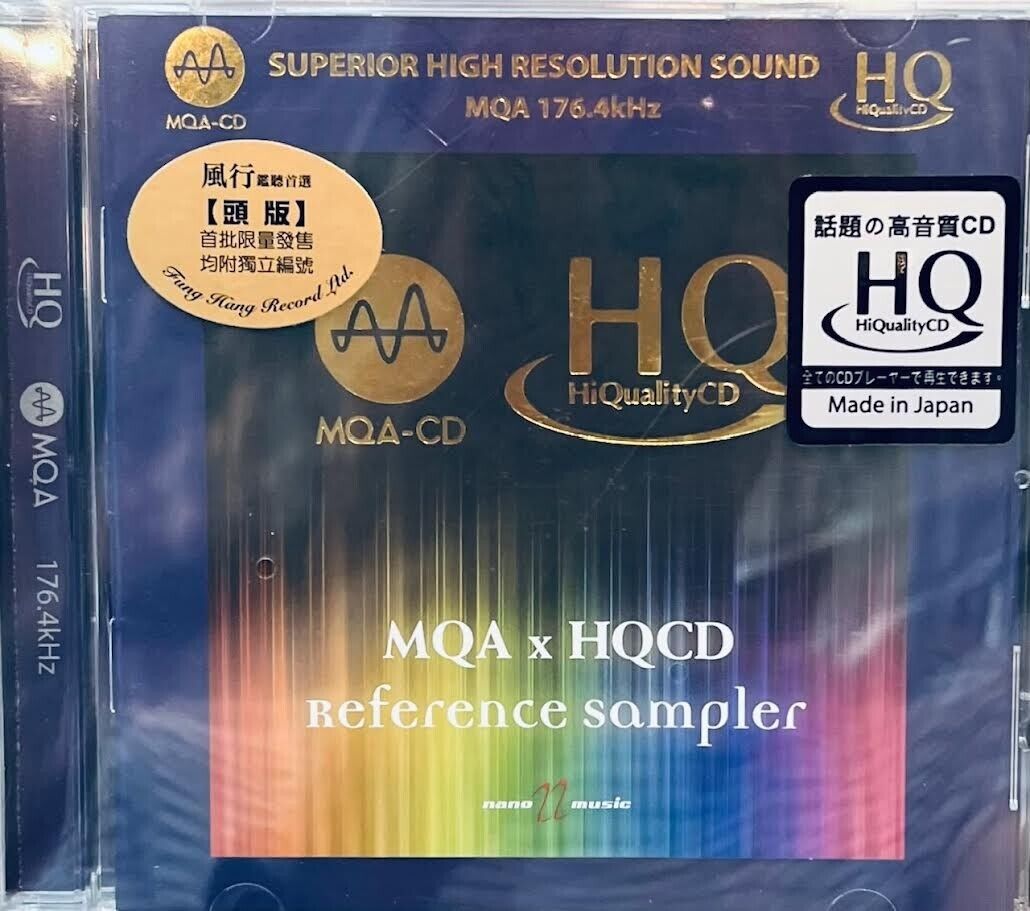 SUPERIOR HIGH RESOLUTION SOUND
MQA 176.4kHz
MQA-CD
HQ
HiQualityCD
風行鑑聽首選
【頭 版】
首批限量發售
均附獨立編號
Fung Hang Record Ltd.
話題の高音質CD
HQ
HiQualityCD
全てのCDプレーヤーで再生できます。
Made in Japan
MQA-CD
HQ
HiQualityCD
MQA x HQCD
Reference Sampler
nano 22 music
HQ
HiQualityCD
MQA
176.4kHz